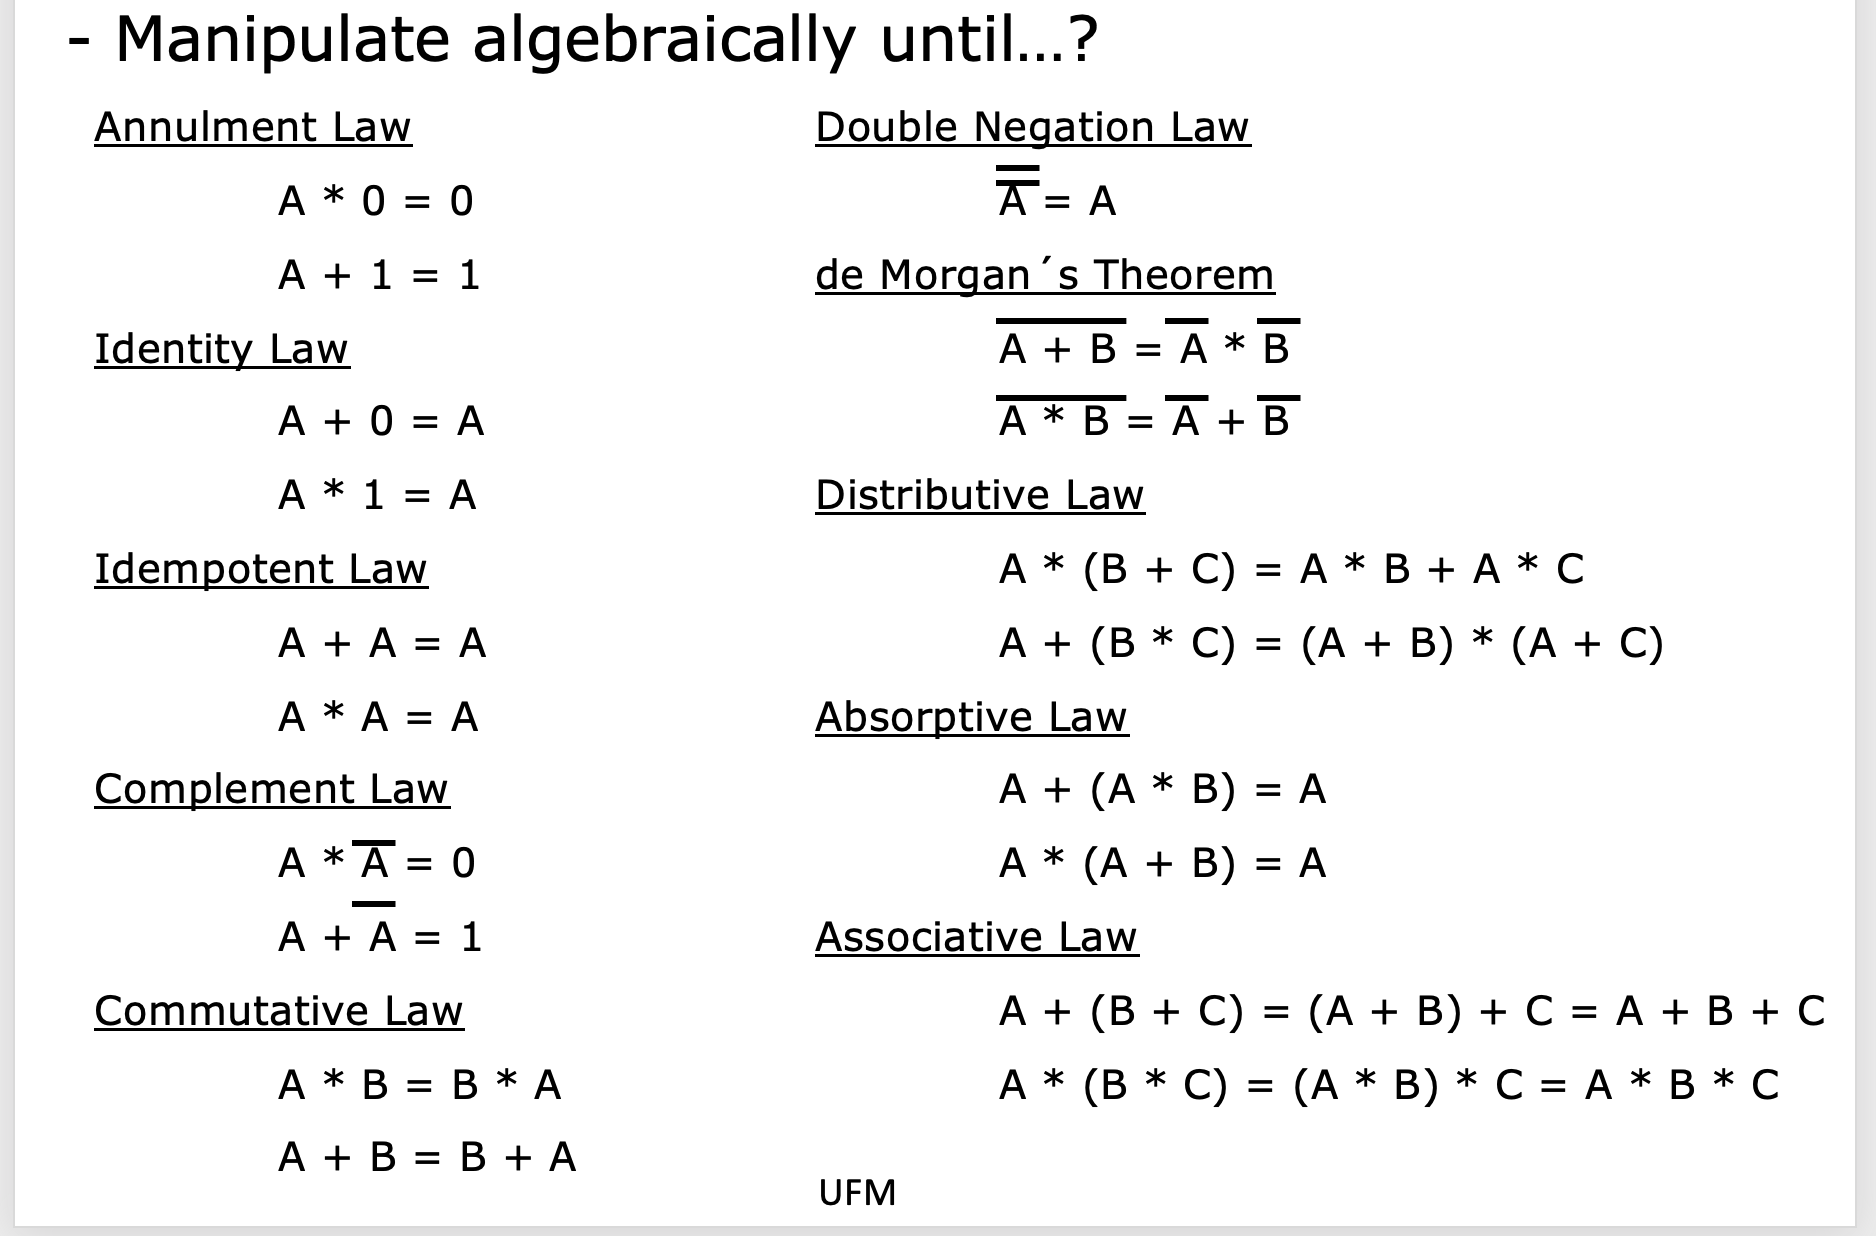 - Manipulate algebraically until...?
Annulment Law
A * 0 = 0
A + 1 = 1
Identity Law
A + 0 = A
A * 1 = A
Idempotent Law
A + A = A
A * A = A
Complement Law
A * A̅ = 0
A + A̅ = 1
Commutative Law
A * B = B * A
A + B = B + A
Double Negation Law
A̿ = A
de Morgan´s Theorem
A̅ ̅+̅ ̅B̅ = A̅ * B̅
A̅ ̅*̅ ̅B̅ = A̅ + B̅
Distributive Law
A * (B + C) = A * B + A * C
A + (B * C) = (A + B) * (A + C)
Absorptive Law
A + (A * B) = A
A * (A + B) = A
Associative Law
A + (B + C) = (A + B) + C = A + B + C
A * (B * C) = (A * B) * C = A * B * C
UFM